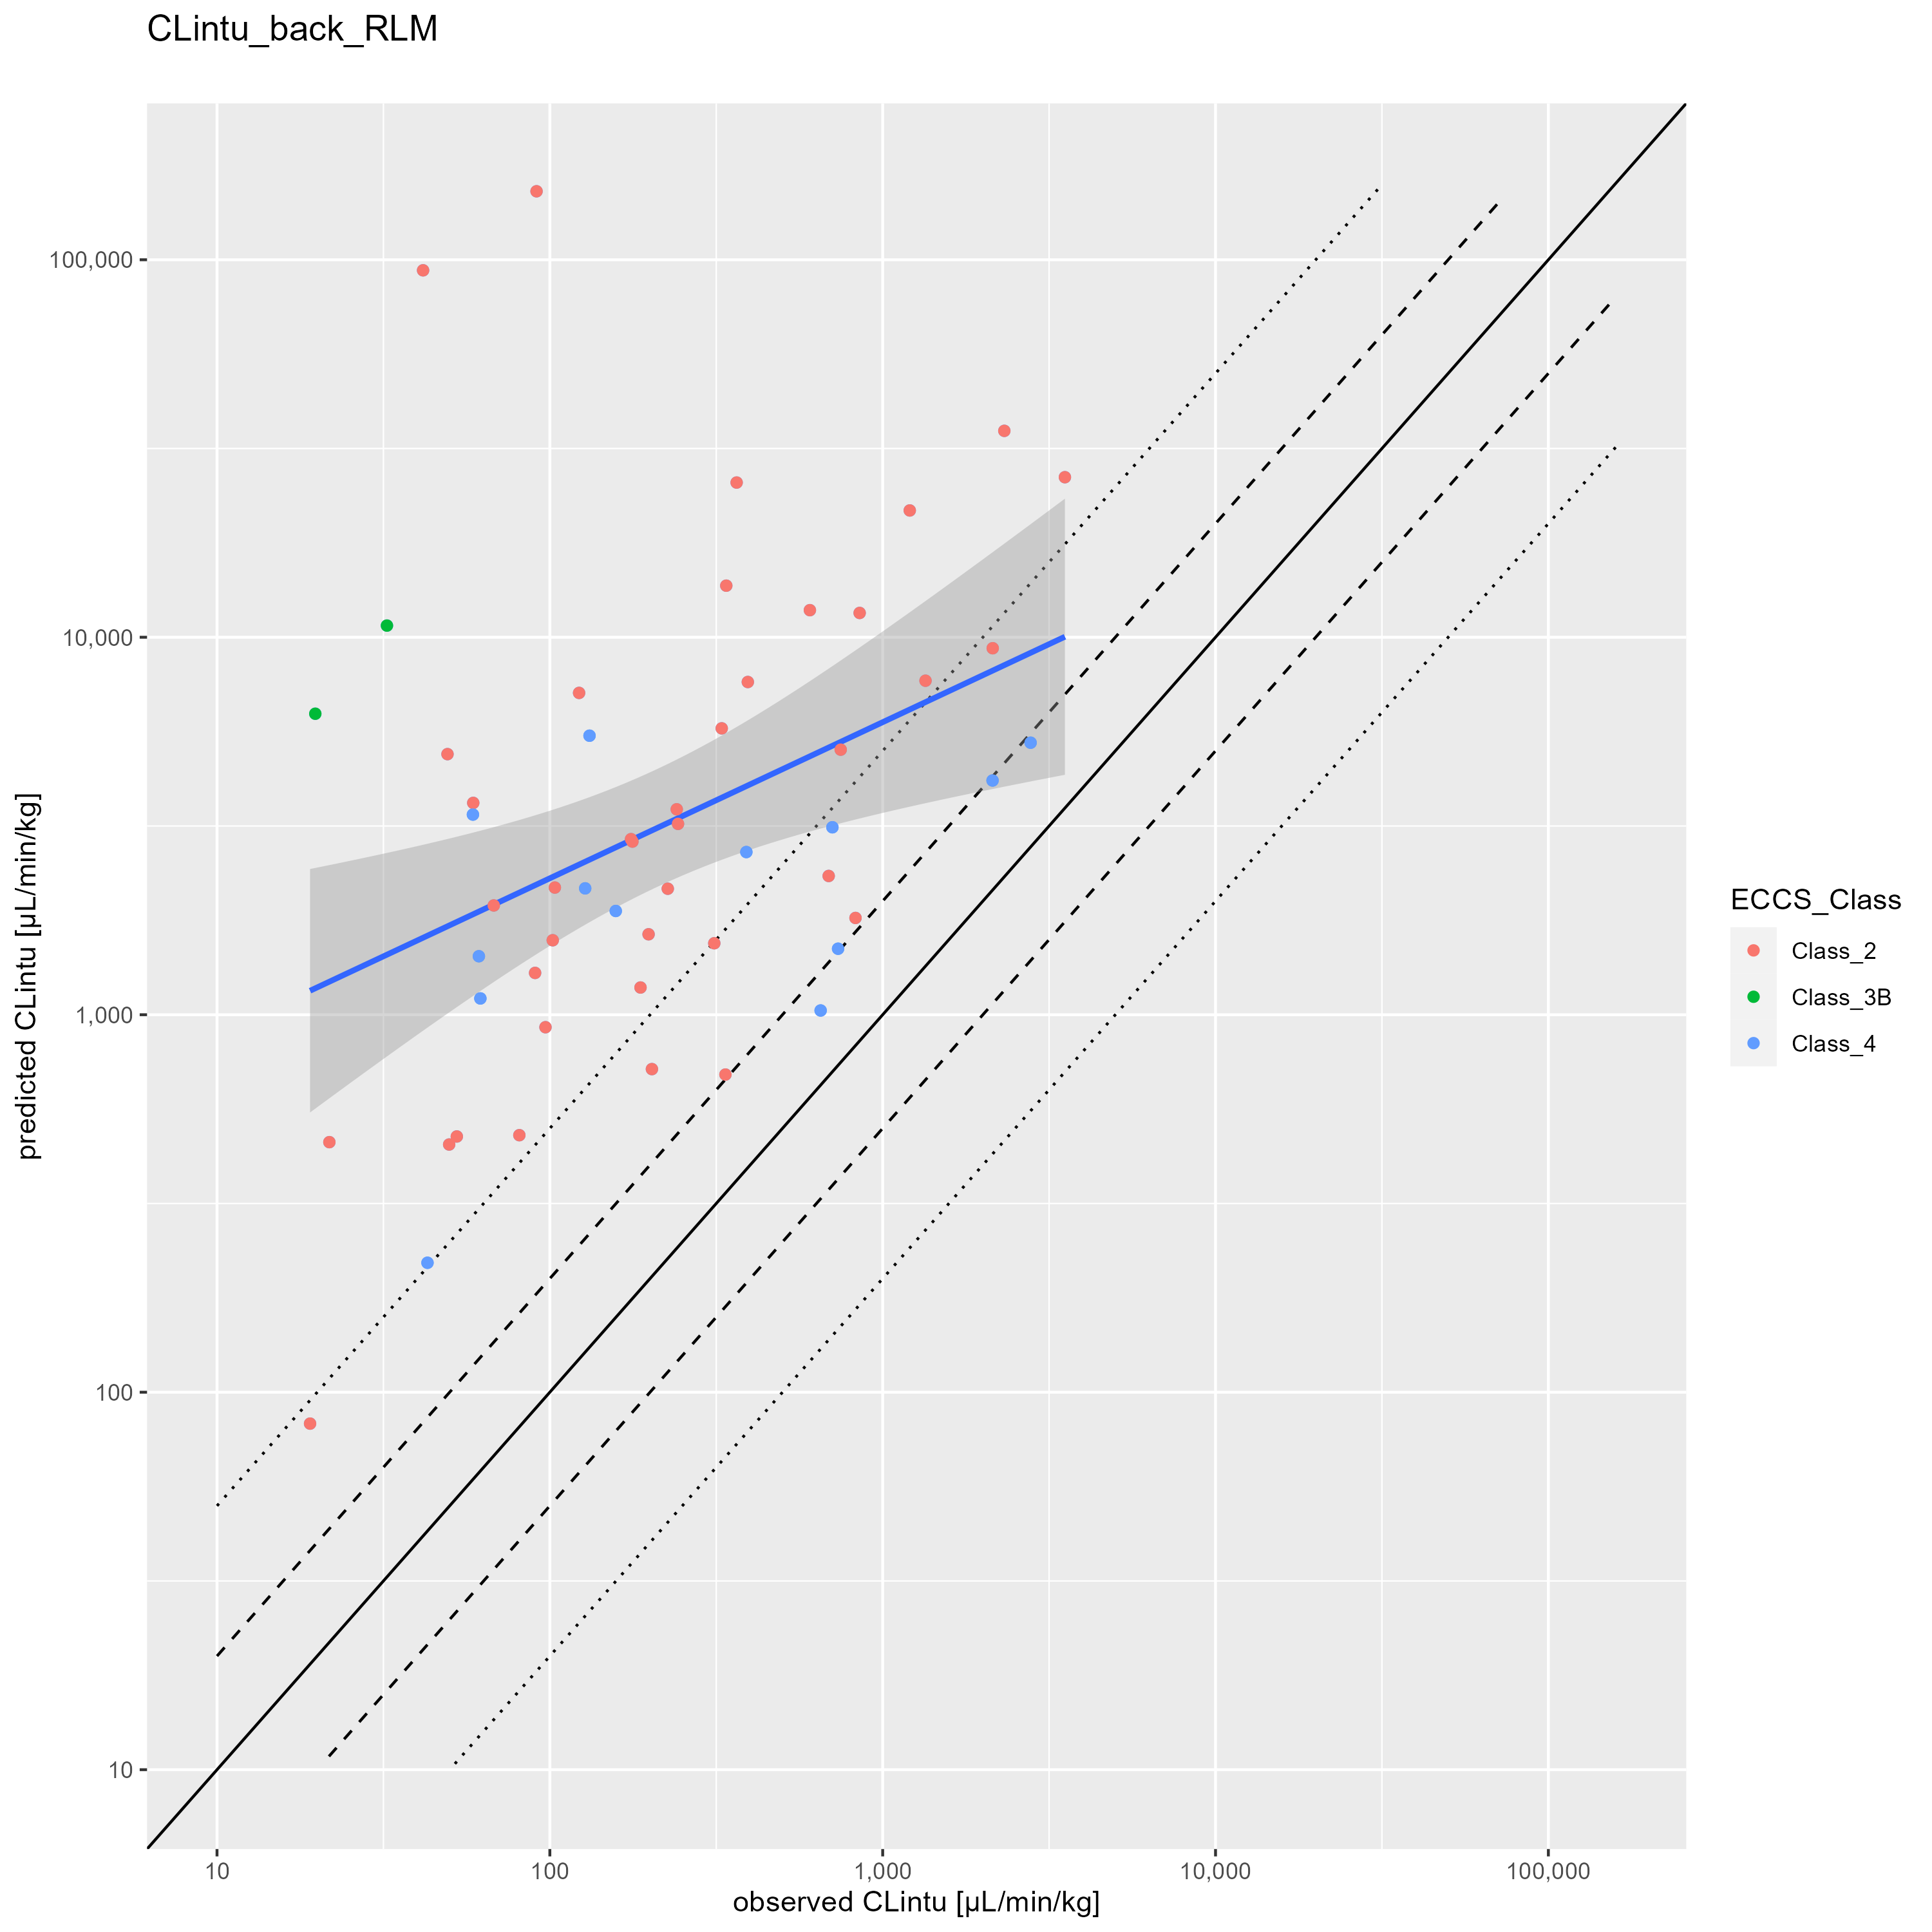 CLintu_back_RLM
predicted CLintu [µL/min/kg]
100,000
10,000
1,000
100
10
10
100
1,000
10,000
100,000
observed CLintu [µL/min/kg]
ECCS_Class
Class_2
Class_3B
Class_4